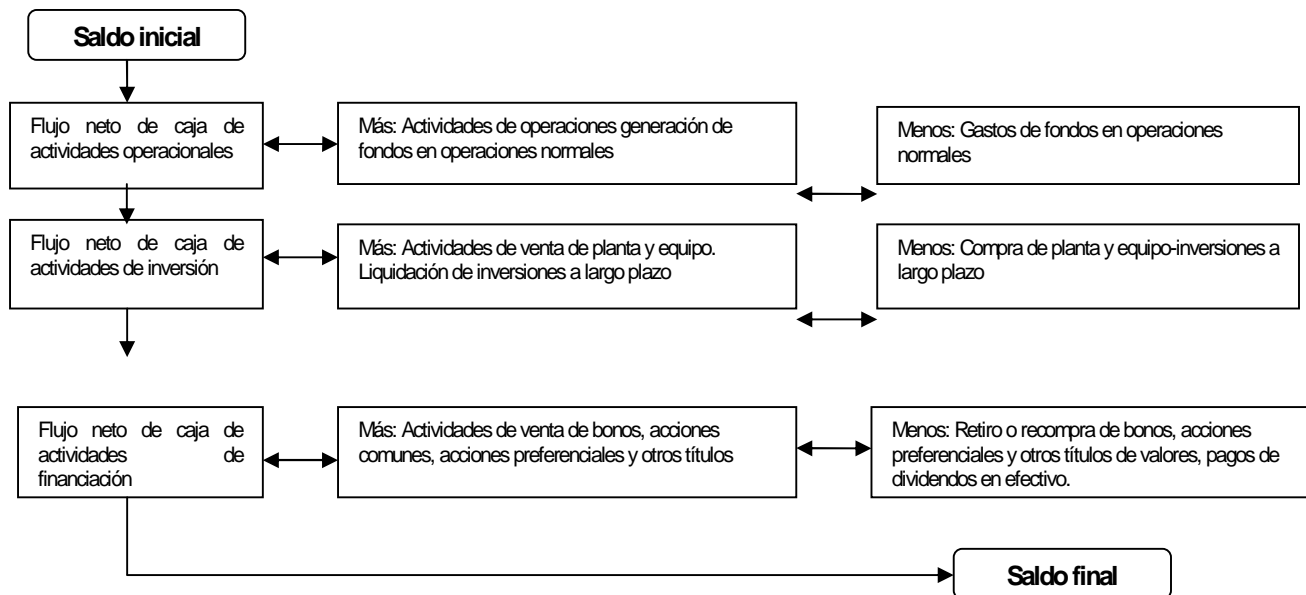 Saldo inicial
Flujo neto de caja de
actividades operacionales
Más: Actividades de operaciones generación de
fondos en operaciones normales
Menos: Gastos de fondos en operaciones
normales
Flujo neto de caja de
actividades de inversión
Más: Actividades de venta de planta y equipo.
Liquidación de inversiones a largo plazo
Menos: Compra de planta y equipo-inversiones a
largo plazo
Flujo neto de caja de
actividades de
financiación
Más: Actividades de venta de bonos, acciones
comunes, acciones preferenciales y otros títulos
Menos: Retiro o recompra de bonos, acciones
preferenciales y otros títulos de valores, pagos de
dividendos en efectivo.
Saldo final